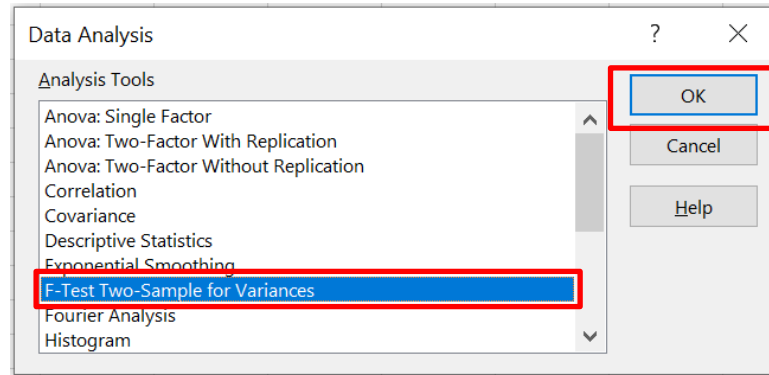 Data Analysis
?
Analysis Tools
OK
Anova: Single Factor
Anova: Two-Factor With Replication
Anova: Two-Factor Without Replication
Correlation
Covariance
Descriptive Statistics
Exponential Smoothing
F-Test Two-Sample for Variances
Fourier Analysis
Histogram
Cancel
Help